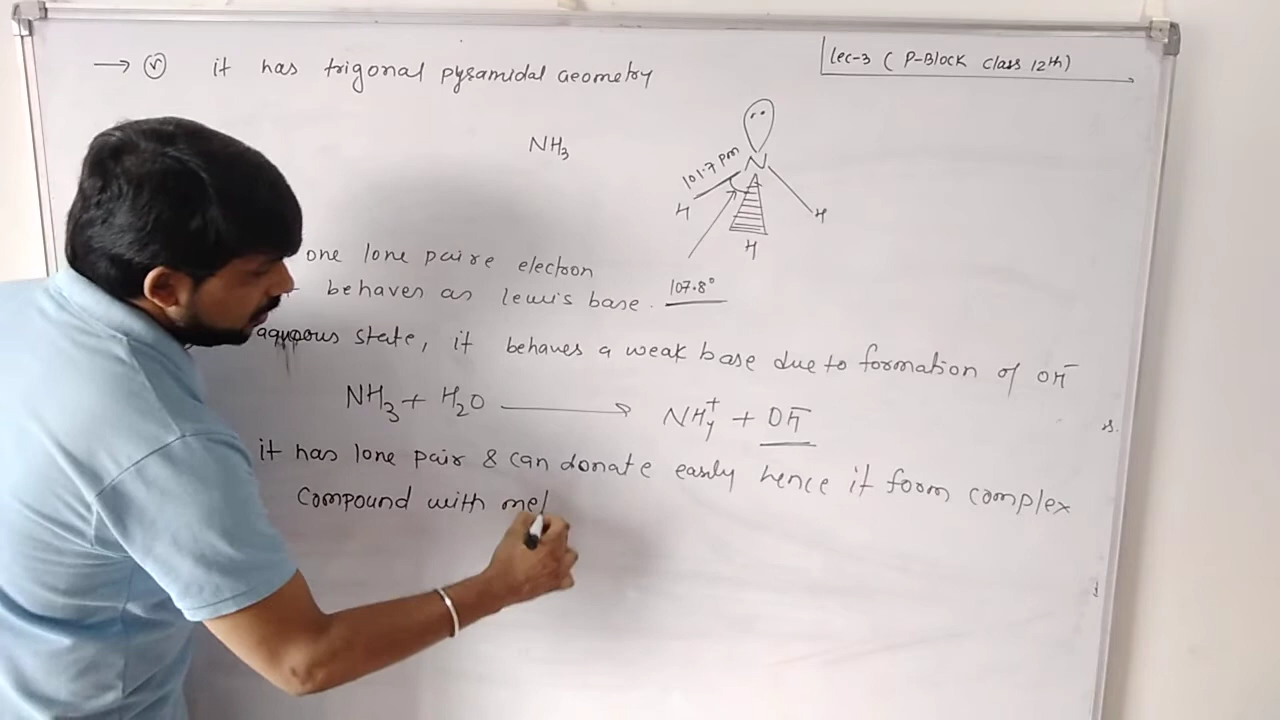 → (v) it has trigonal pyramidal Geometry
Lec-3 ( P-Block class 12th)
NH3
N
101.7 pm
H
H
H
107.8°
one lone paire electron
behaves as lewis base.
aqueous state, it behaves a weak base due to formation of OH-
NH3 + H2O → NH4+ + OH-
it has lone pair & can donate easily hence it form complex
compound with met